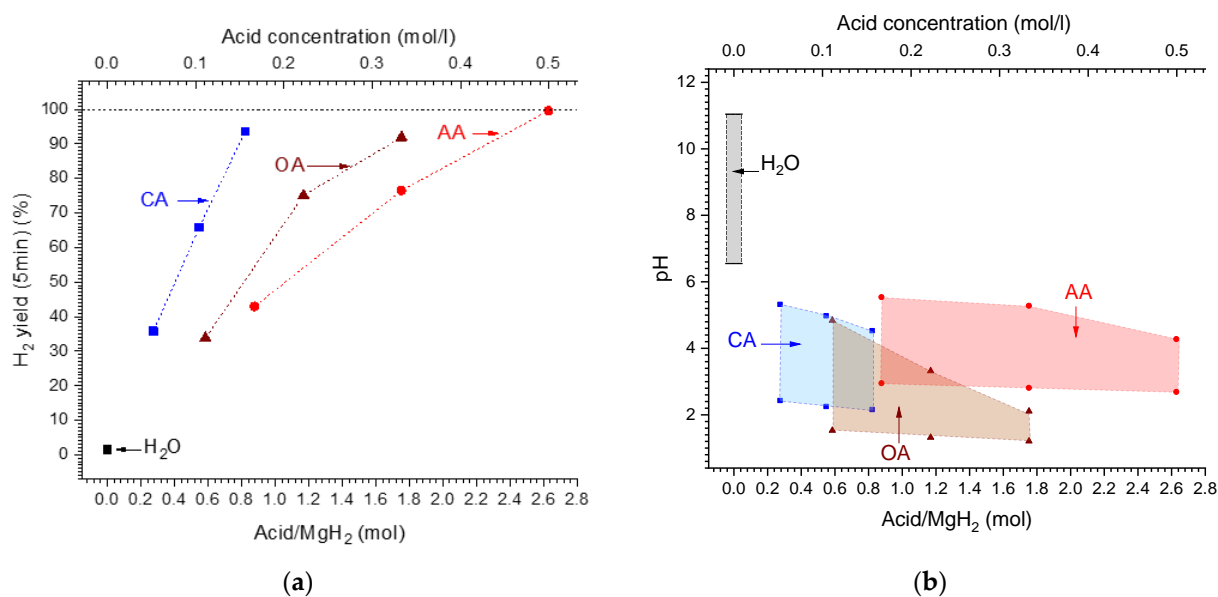 Acid concentration (mol/l)
0.0 0.1 0.2 0.3 0.4 0.5
H2 yield (5min) (%)
100
90
80
70
60
50
40
30
20
10
0
CA
OA
AA
H2O
0.0 0.2 0.4 0.6 0.8 1.0 1.2 1.4 1.6 1.8 2.0 2.2 2.4 2.6 2.8
Acid/MgH2 (mol)
(a)
Acid concentration (mol/l)
0.0 0.1 0.2 0.3 0.4 0.5
pH
12
10
8
6
4
2
H2O
AA
CA
OA
0.0 0.2 0.4 0.6 0.8 1.0 1.2 1.4 1.6 1.8 2.0 2.2 2.4 2.6 2.8
Acid/MgH2 (mol)
(b)